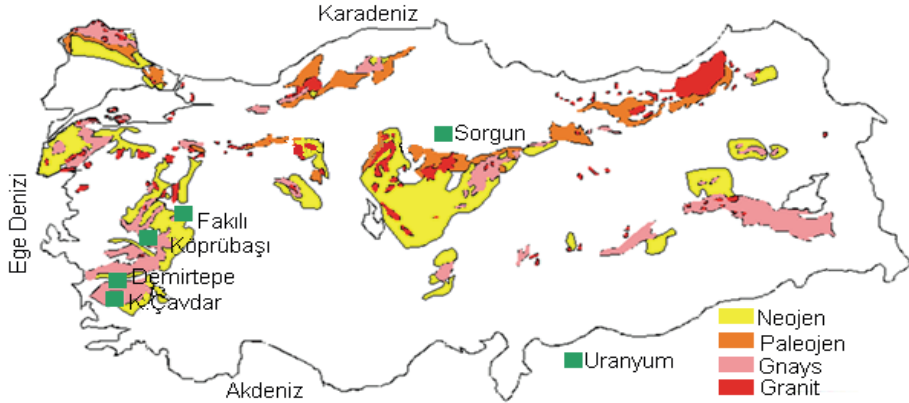 Karadeniz
Sorgun
Ege Denizi
Fakılı
Köprübaşı
Demirtepe
K.Çavdar
Akdeniz
Uranyum
Neojen
Paleojen
Gnays
Granit